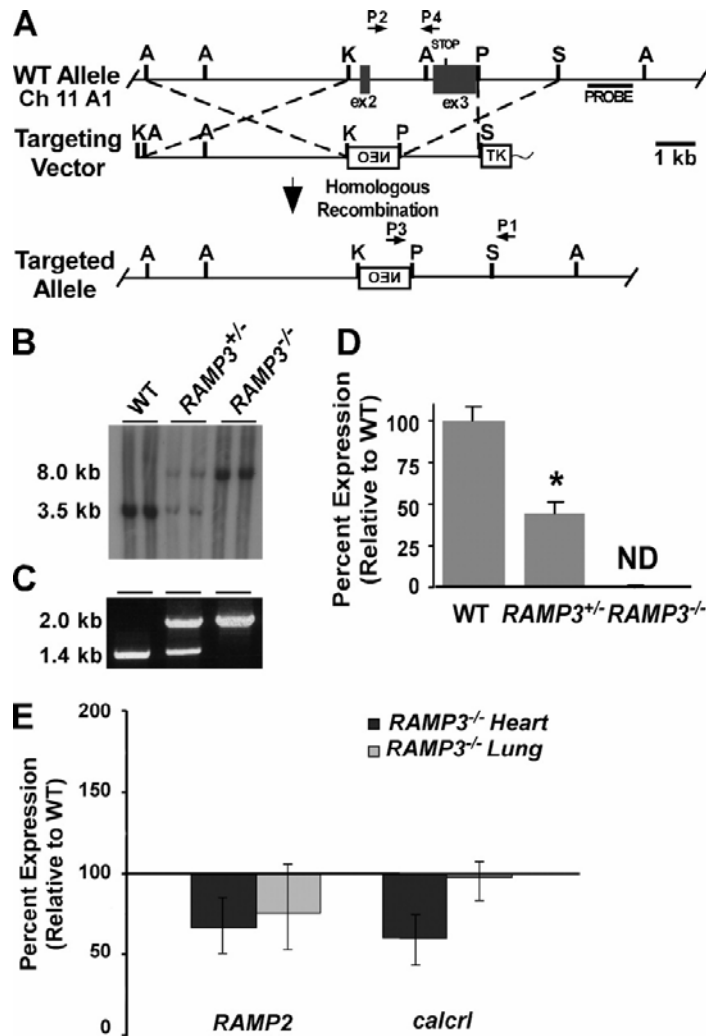 A
P2 P4
A A K A STOP P S A
WT Allele
Ch 11 A1
ex2 ex3 PROBE
Targeting Vector
KA A K P S
NEO TK
1 kb
Homologous Recombination
Targeted Allele
A A K P3 P S P1 A
NEO
B
WT RAMP3+/- RAMP3-/-
8.0 kb
3.5 kb
C
2.0 kb
1.4 kb
D
Percent Expression
(Relative to WT)
100
75
50
25
0
*
ND
WT RAMP3+/- RAMP3-/-
E
Percent Expression
(Relative to WT)
200
150
100
50
0
RAMP3-/- Heart
RAMP3-/- Lung
RAMP2 calcrl